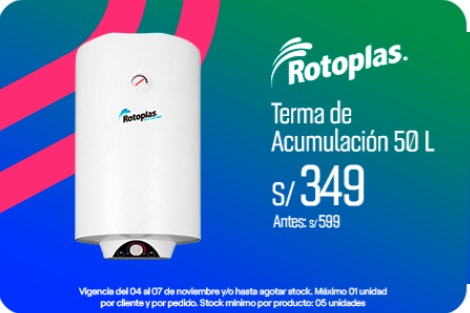 Rotoplas.
Terma de
Acumulación 50 L
S/ 349
Antes: s/ 599
Rotoplas.
Vigencia del 04 al 07 de noviembre y/o hasta agotar stock. Máximo 01 unidad
por cliente y por pedido. Stock mínimo por producto: 05 unidades